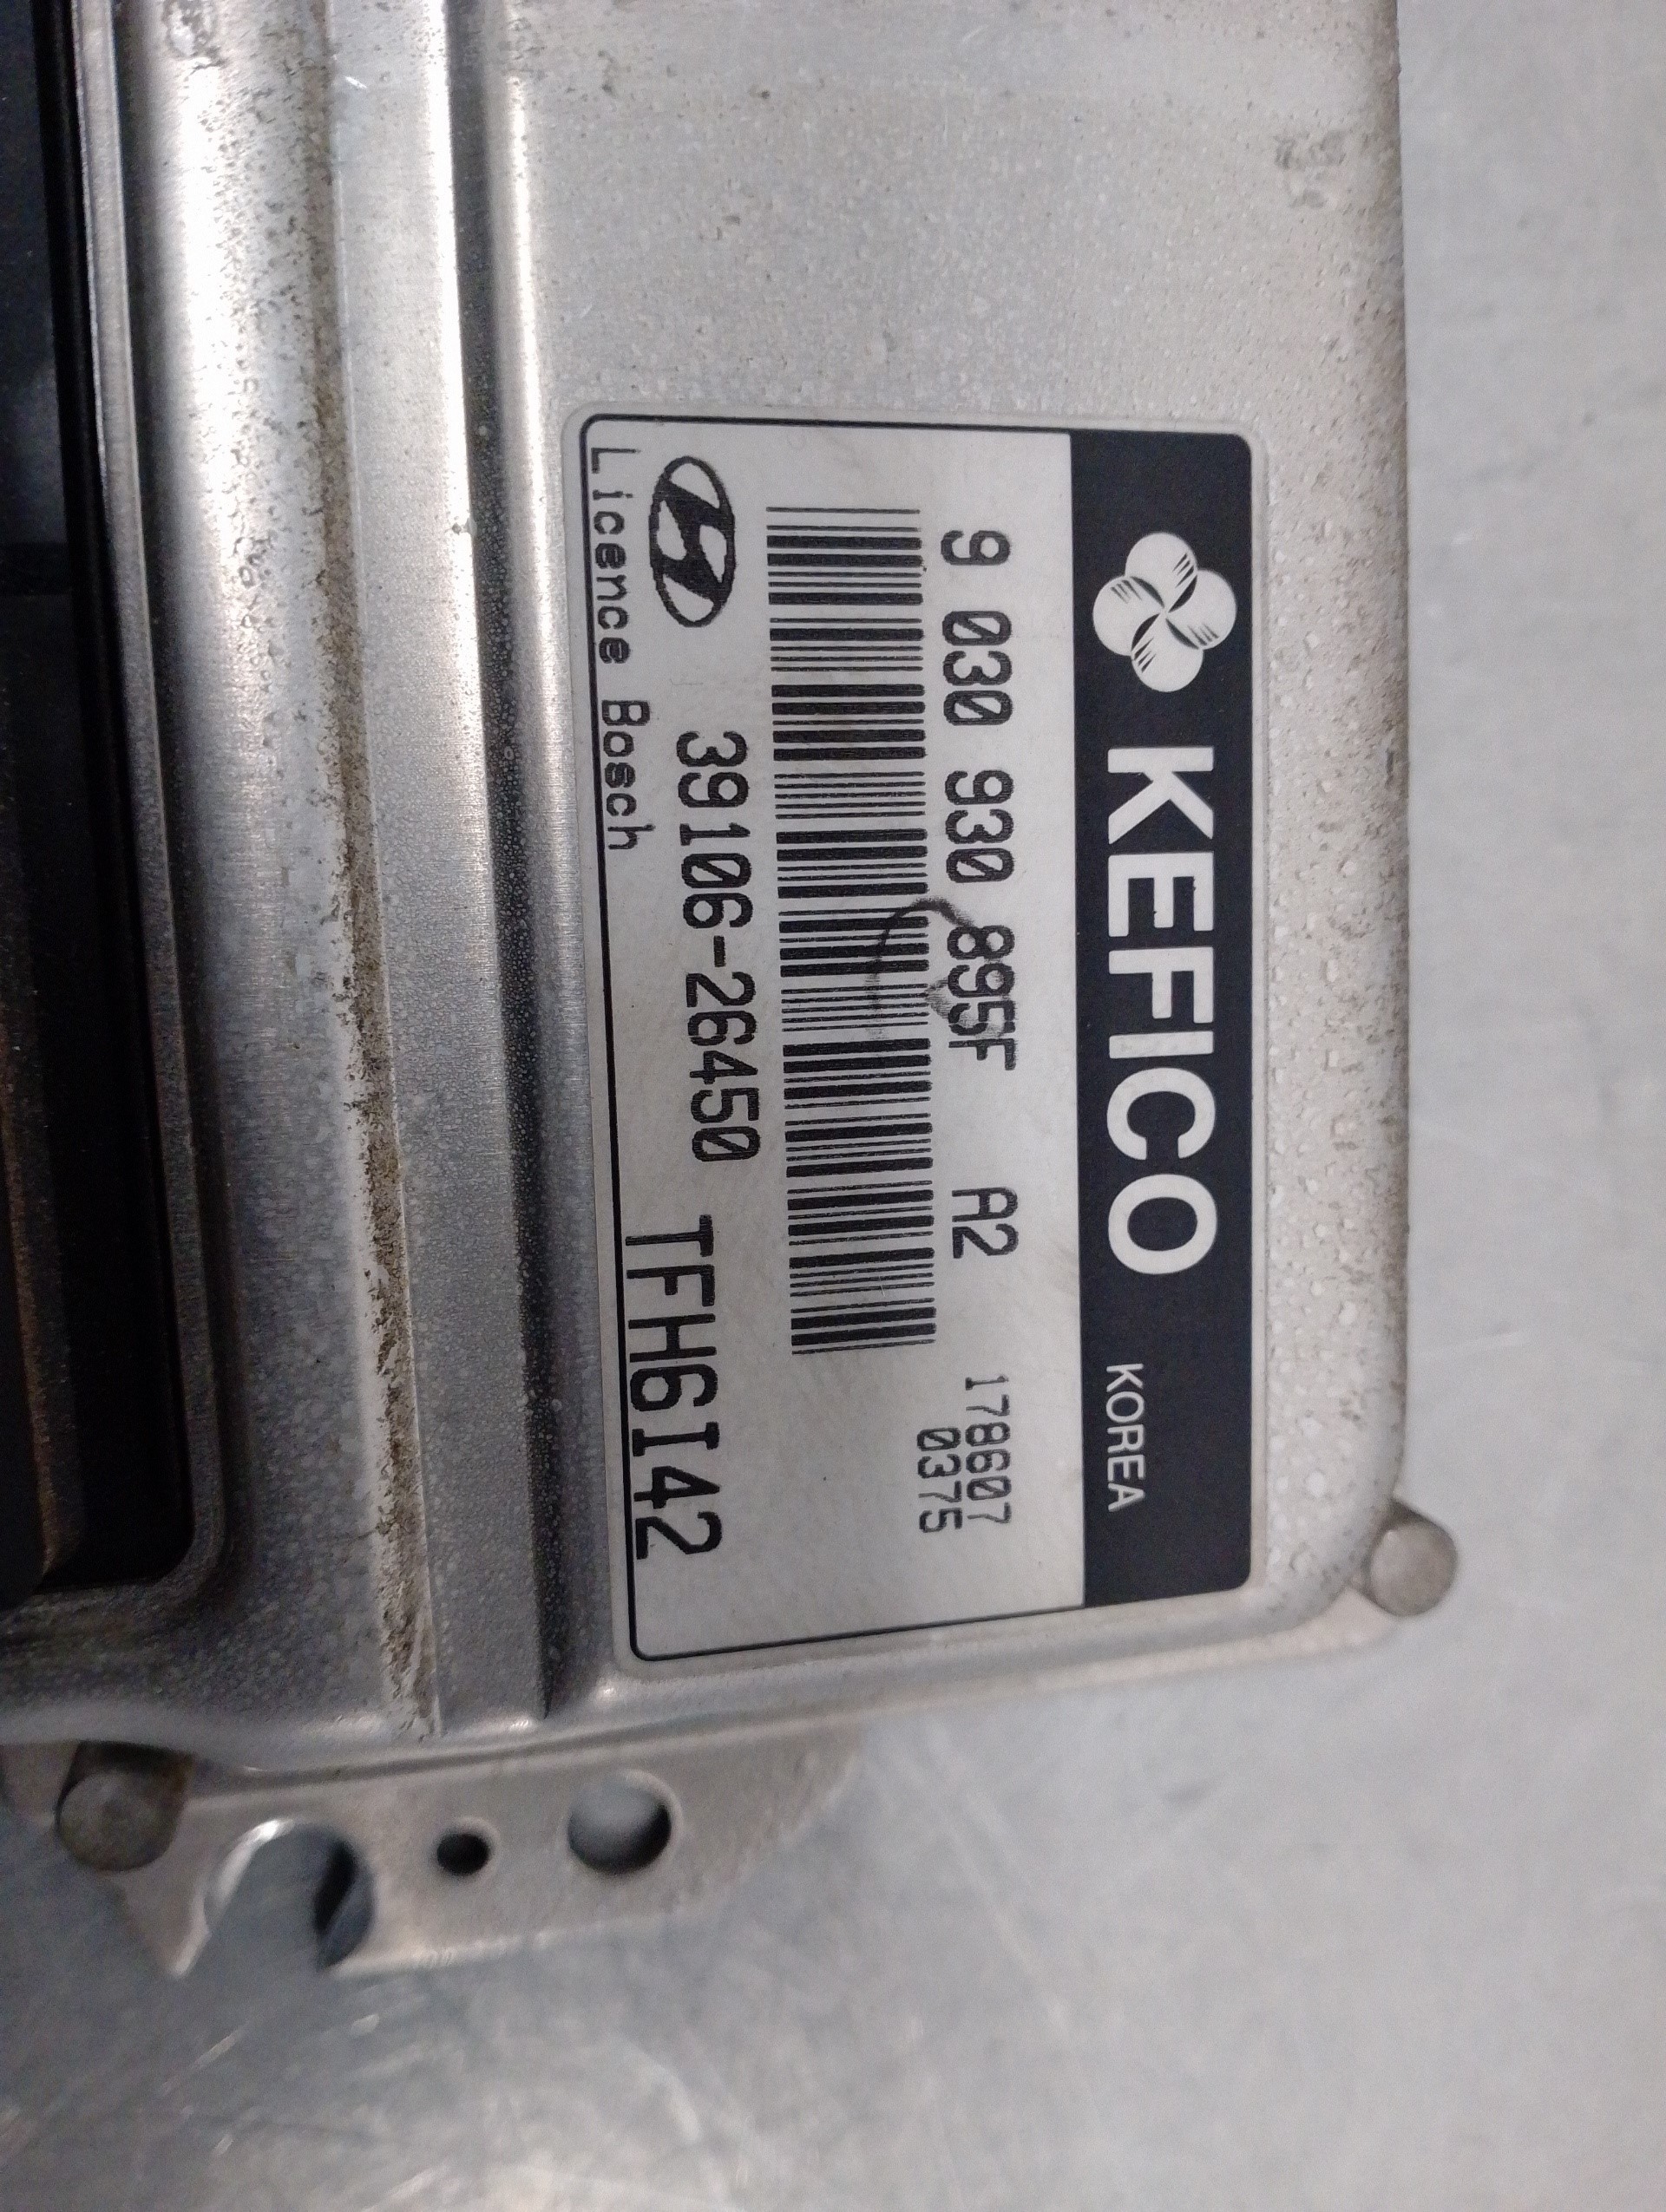 KEFICO KOREA
9 030 930 895F A2 178607
0375
39106-26450 TFH6I42
Licence Bosch